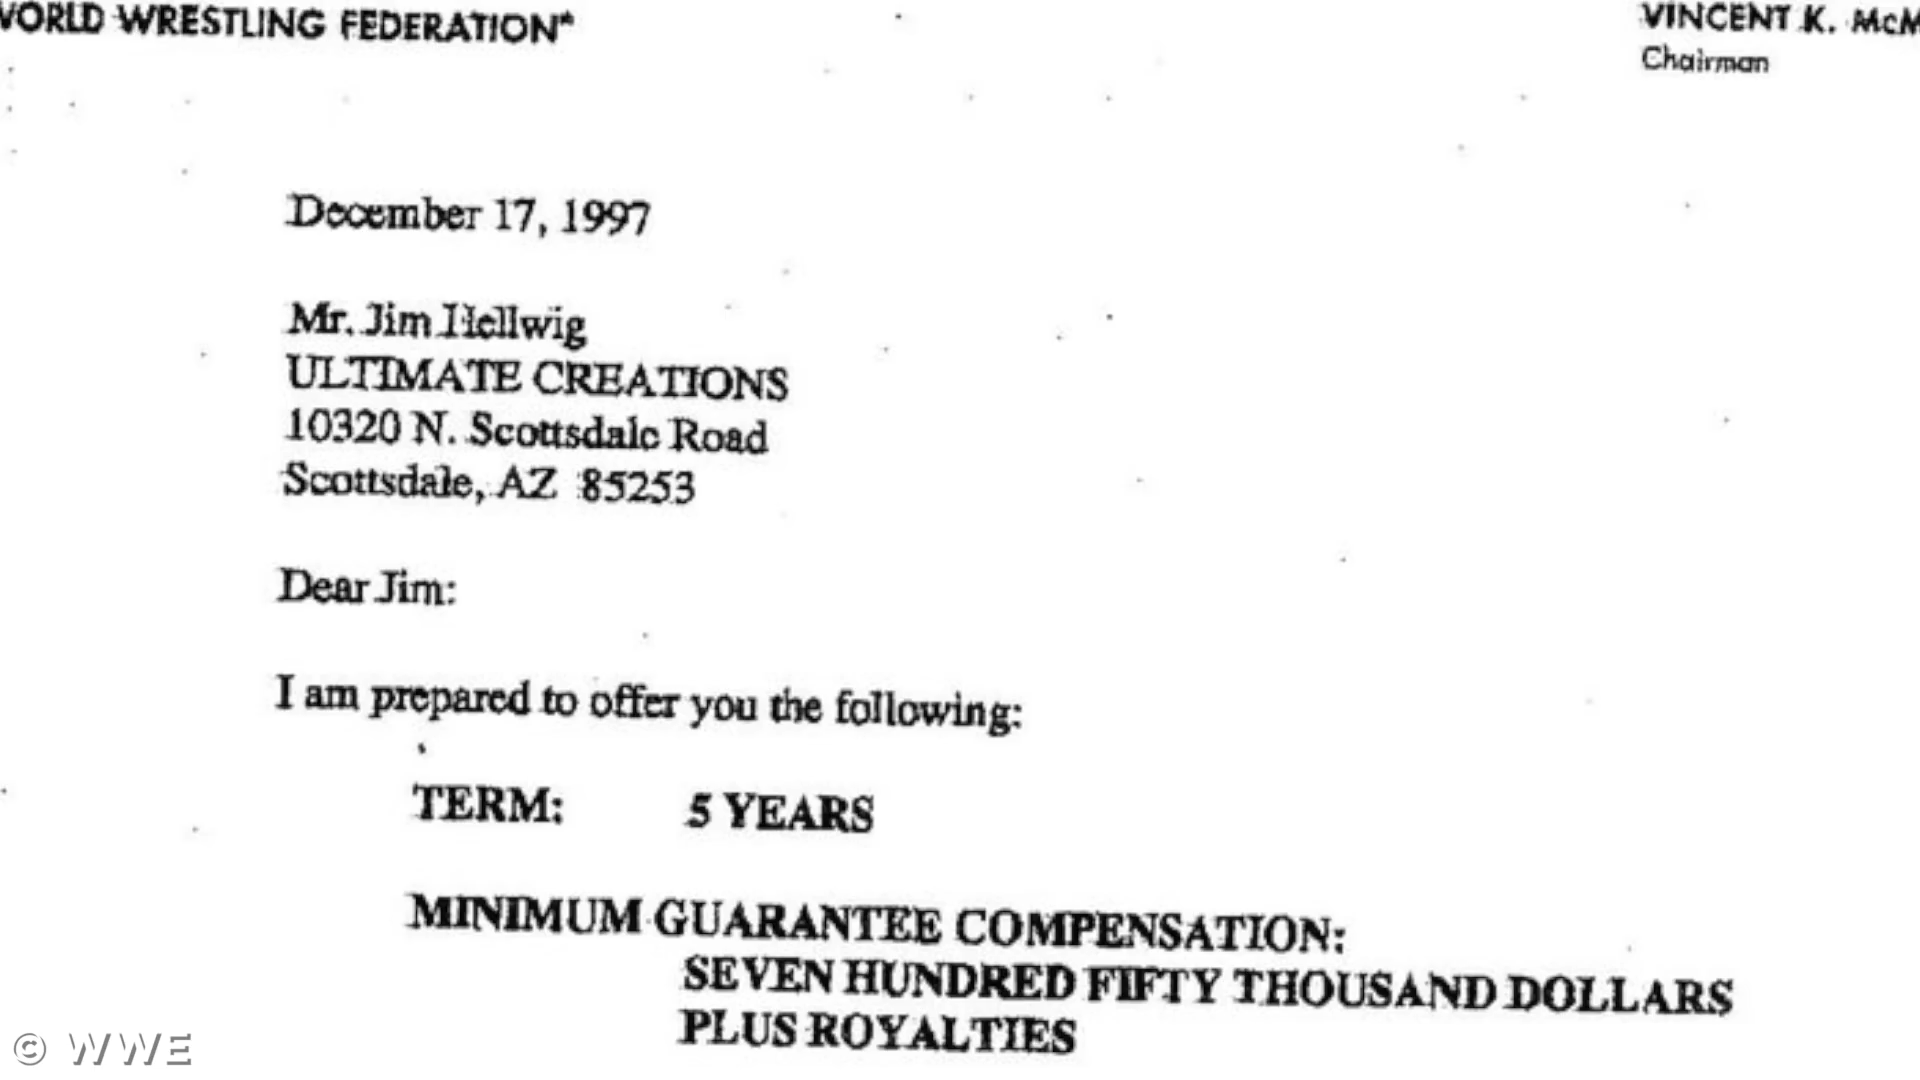 WORLD WRESTLING FEDERATION*
VINCENT K. McM
Chairman
December 17, 1997
Mr. Jim Hellwig
ULTIMATE CREATIONS
10320 N. Scottsdale Road
Scottsdale, AZ 85253
Dear Jim:
I am prepared to offer you the following:
TERM: 5 YEARS
MINIMUM GUARANTEE COMPENSATION:
SEVEN HUNDRED FIFTY THOUSAND DOLLARS
PLUS ROYALTIES
© WWE